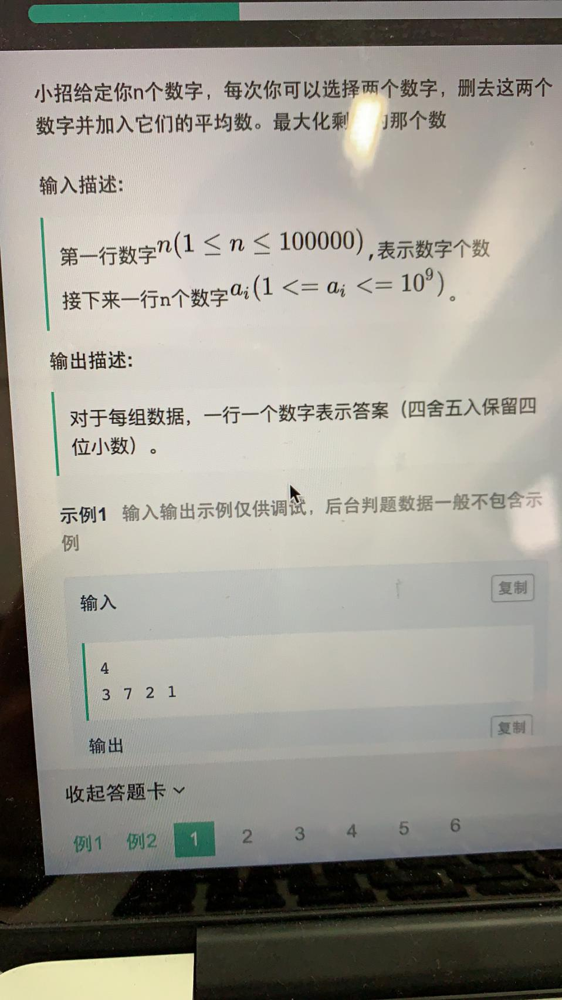 小招给定你n个数字，每次你可以选择两个数字，删去这两个
数字并加入它们的平均数。最大化剩 的那个数
输入描述:
第一行数字n(1 ≤ n ≤ 100000),表示数字个数
接下来一行n个数字a_i(1 <= a_i <= 10^9)。
输出描述:
对于每组数据，一行一个数字表示答案（四舍五入保留四
位小数）。
示例1 输入输出示例仅供调试，后台判题数据一般不包含示
例
输入 复制
4
3 7 2 1
输出 复制
收起答题卡
例1 例2 1 2 3 4 5 6